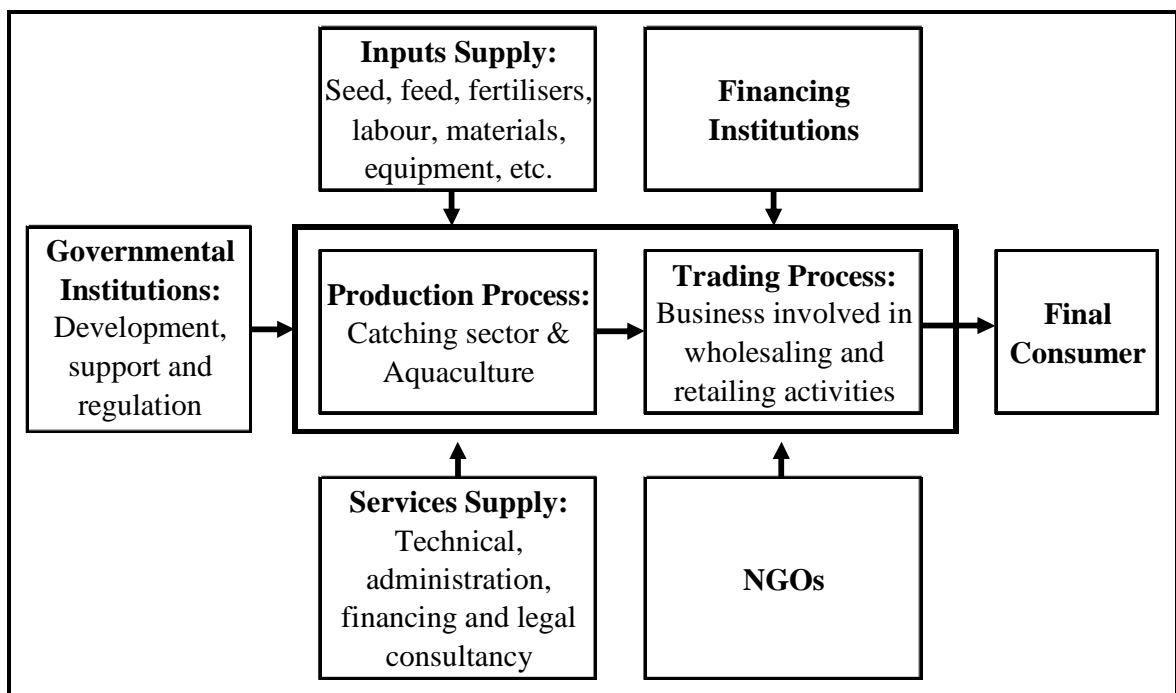 Inputs Supply:
Seed, feed, fertilisers,
labour, materials,
equipment, etc.
Financing
Institutions
Governmental
Institutions:
Development,
support and
regulation
Production Process:
Catching sector &
Aquaculture
Trading Process:
Business involved in
wholesaling and
retailing activities
Final
Consumer
Services Supply:
Technical,
administration,
financing and legal
consultancy
NGOs